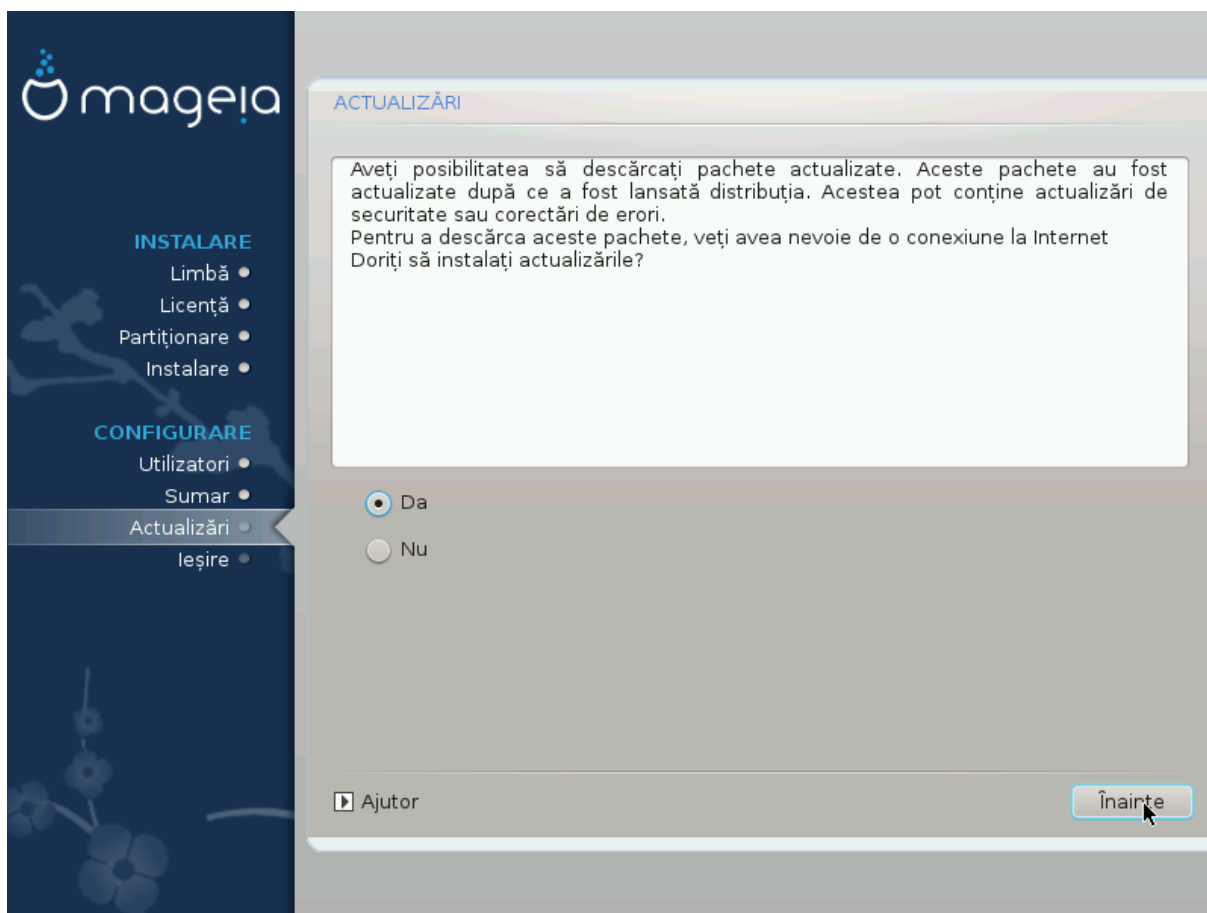 mageia
INSTALARE
Limbă
Licență
Partiționare
Instalare
CONFIGURARE
Utilizatori
Sumar
Actualizări
Ieșire
ACTUALIZĂRI
Aveți posibilitatea să descărcați pachete actualizate. Aceste pachete au fost
actualizate după ce a fost lansată distribuția. Acestea pot conține actualizări de
securitate sau corectări de erori.
Pentru a descărca aceste pachete, veți avea nevoie de o conexiune la Internet
Doriți să instalați actualizările?
Da
Nu
Ajutor
Înainte